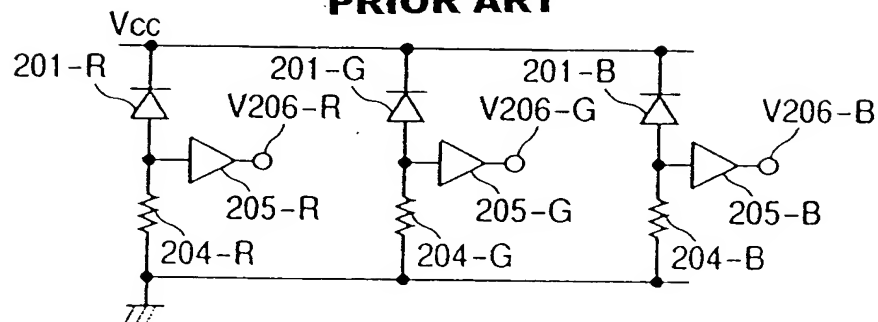 PRIOR ART
Vcc
201-R
201-G
201-B
V206-R
V206-G
V206-B
205-R
205-G
205-B
204-R
204-G
204-B